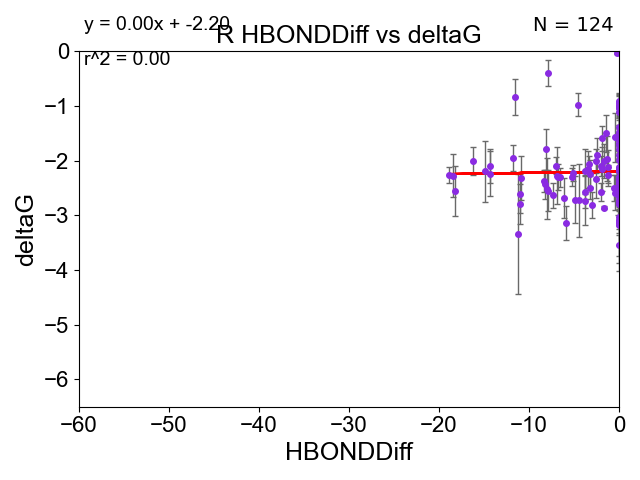 y = 0.00x + -2.20
R HBONDDiff vs deltaG
N = 124
r^2 = 0.00
deltaG
0
−1
−2
−3
−4
−5
−6
−60
−50
−40
−30
−20
−10
0
HBONDDiff